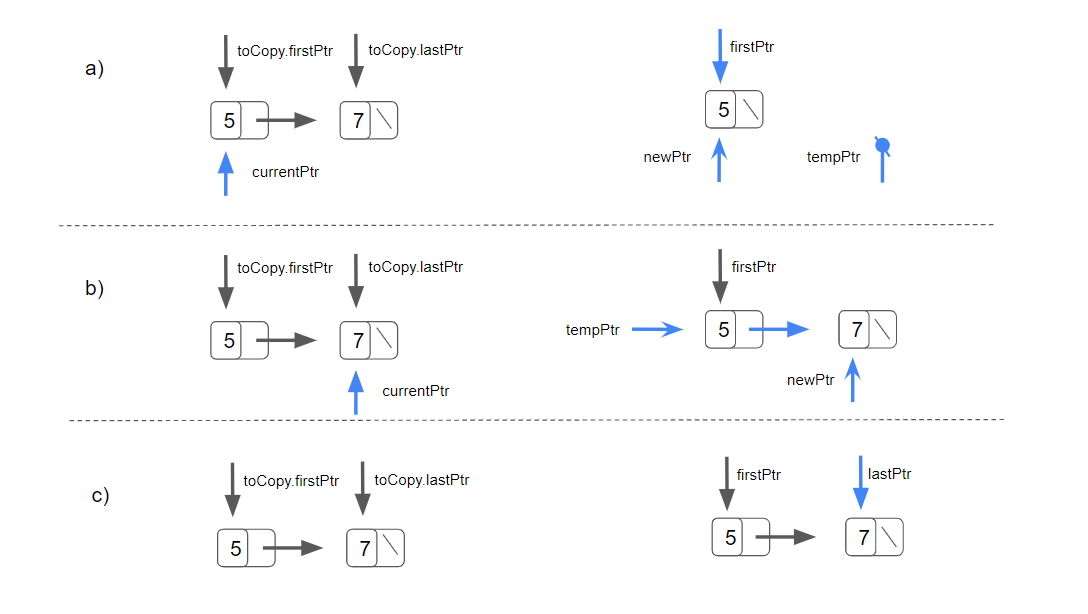 a)
toCopy.firstPtr
toCopy.lastPtr
firstPtr
5
7
5
currentPtr
newPtr
tempPtr
b)
toCopy.firstPtr
toCopy.lastPtr
firstPtr
5
7
tempPtr
5
7
currentPtr
newPtr
c)
toCopy.firstPtr
toCopy.lastPtr
firstPtr
lastPtr
5
7
5
7